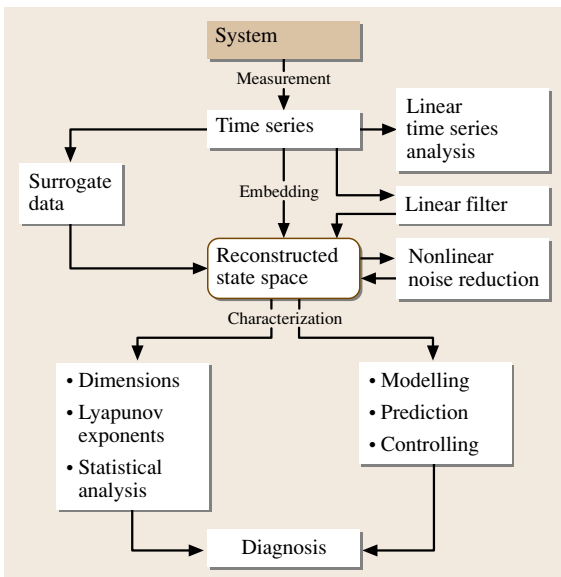 System
Measurement
Time series
Linear
time series
analysis
Surrogate
data
Embedding
Linear filter
Reconstructed
state space
Nonlinear
noise reduction
Characterization
• Dimensions
• Lyapunov
exponents
• Statistical
analysis
• Modelling
• Prediction
• Controlling
Diagnosis